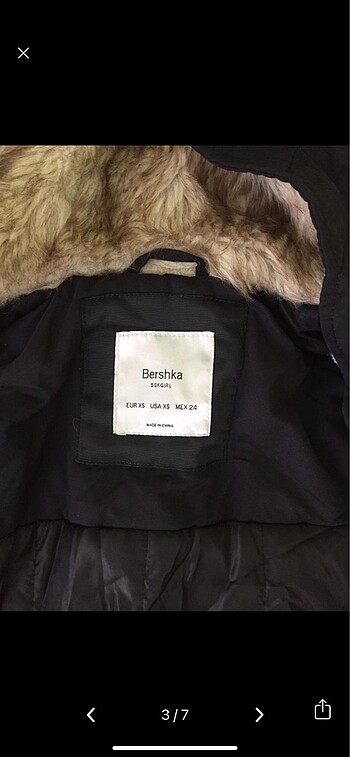 Bershka
BSKGIRL
EUR XS USA XS MEX 24
MADE IN CHINA
3/7